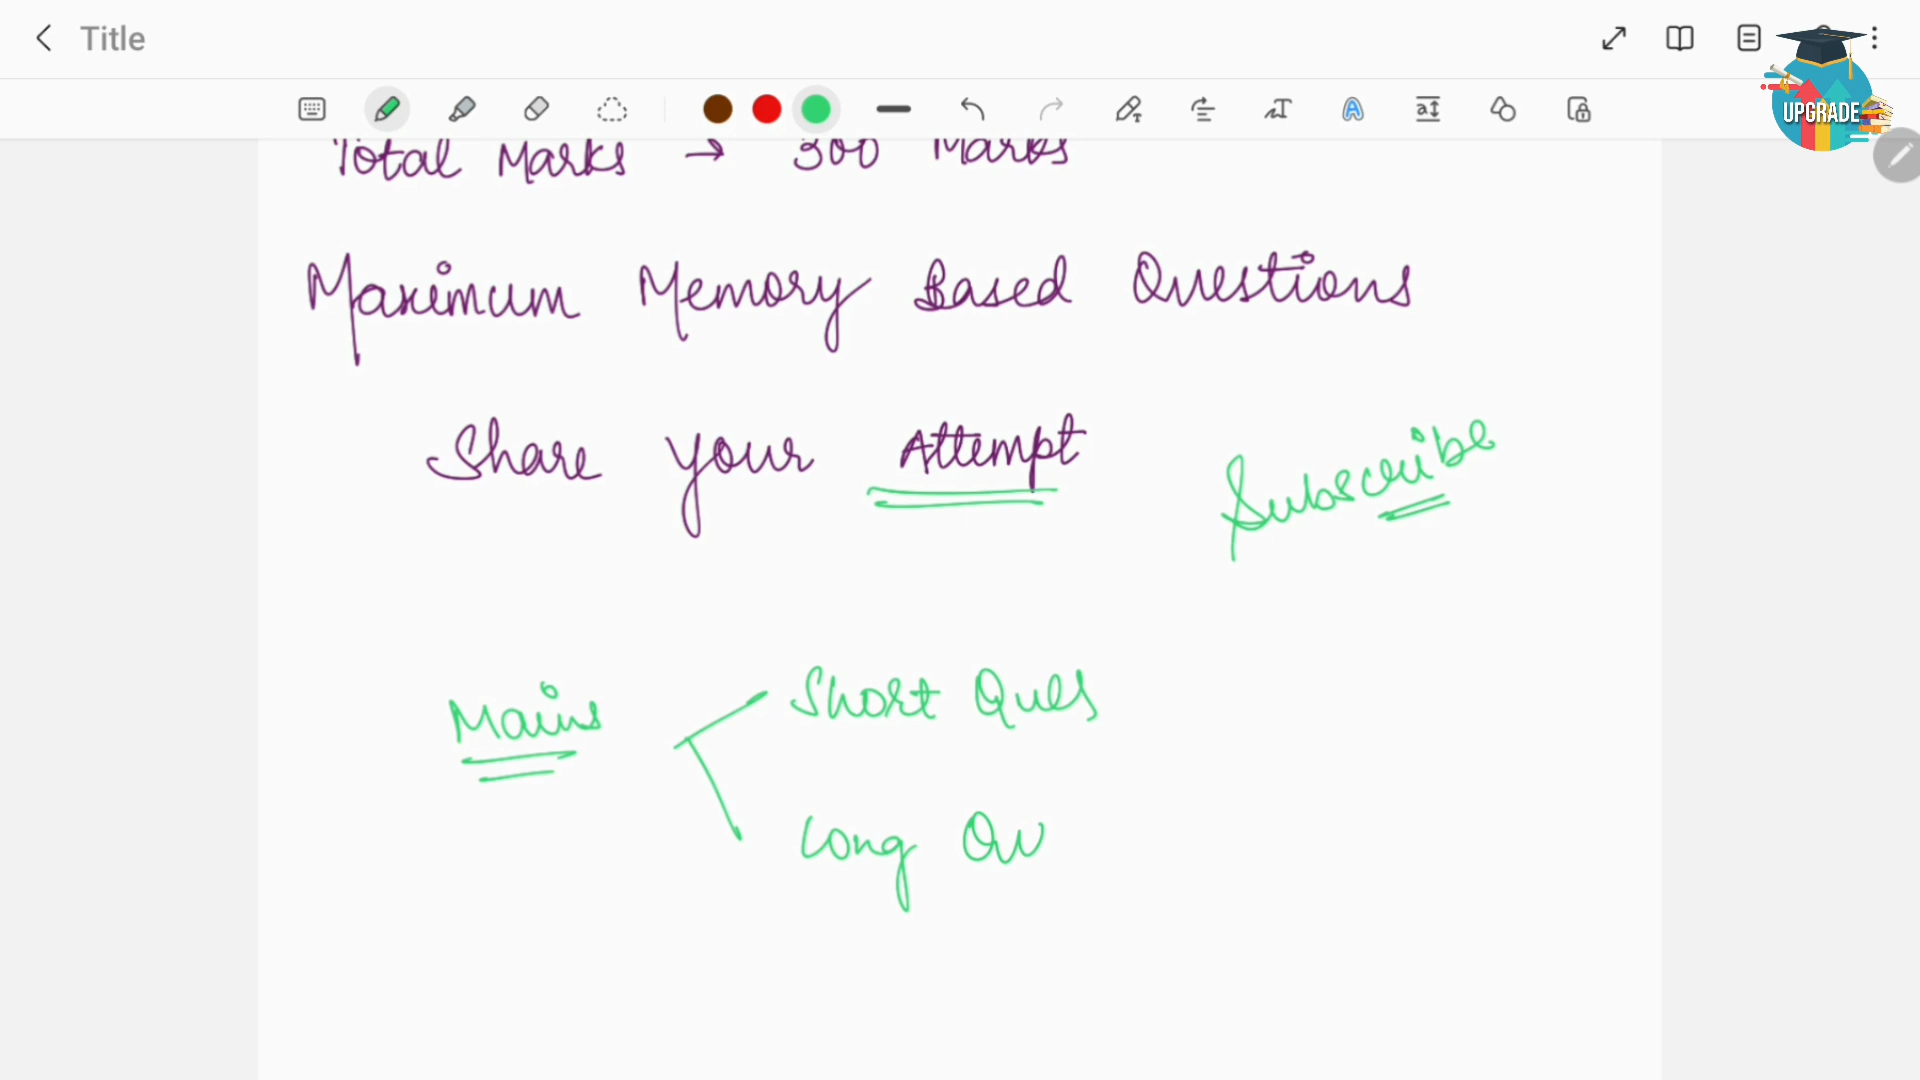 Title
UPGRADE
Total Marks → 300 Marks
Maximum Memory Based Questions
Share your Attempt
Subscribe
Mains
Short Ques
Long Qu